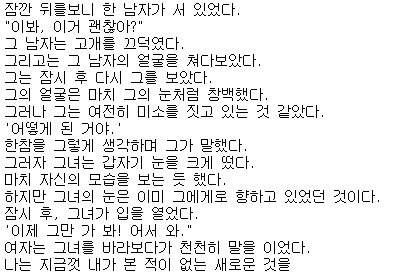 잠깐 뒤를보니 한 남자가 서 있었다.
"이봐, 이거 괜찮아?"
그 남자는 고개를 끄덕였다.
그리고는 그 남자의 얼굴을 쳐다보았다.
그는 잠시 후 다시 그를 보았다.
그의 얼굴은 마치 그의 눈처럼 창백했다.
그러나 그는 여전히 미소를 짓고 있는 것 같았다.
'어떻게 된 거야.'
한참을 그렇게 생각하며 그가 말했다.
그러자 그녀는 갑자기 눈을 크게 떴다.
마치 자신의 모습을 보는 듯 했다.
하지만 그녀의 눈은 이미 그에게로 향하고 있었던 것이다.
잠시 후, 그녀가 입을 열었다.
'이제 그만 가 봐! 어서 와."
여자는 그녀를 바라보다가 천천히 말을 이었다.
나는 지금껏 내가 본 적이 없는 새로운 것을